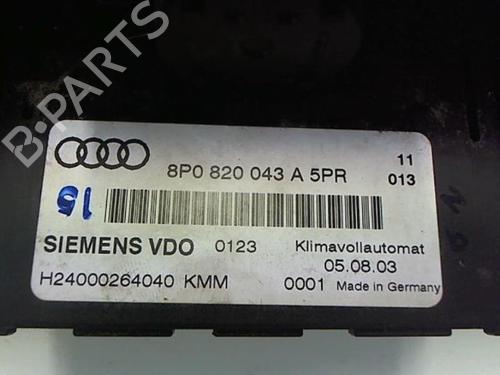 B-PARTS
8P0 820 043 A 5PR
11
013
SIEMENS VDO 0123 Klimavollautomat
05.08.03
H24000264040 KMM 0001 Made in Germany